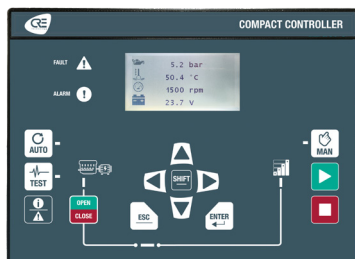 CRE
COMPACT CONTROLLER
FAULT
ALARM
5.2 bar
50.4 °C
1500 rpm
23.7 V
AUTO
TEST
OPEN
CLOSE
SHIFT
ESC
ENTER
MAN